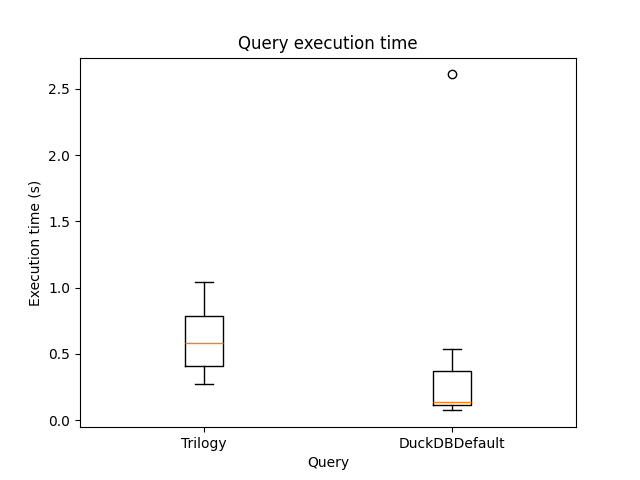 Query execution time
Execution time (s)
2.5
2.0
1.5
1.0
0.5
0.0
Trilogy
DuckDBDefault
Query